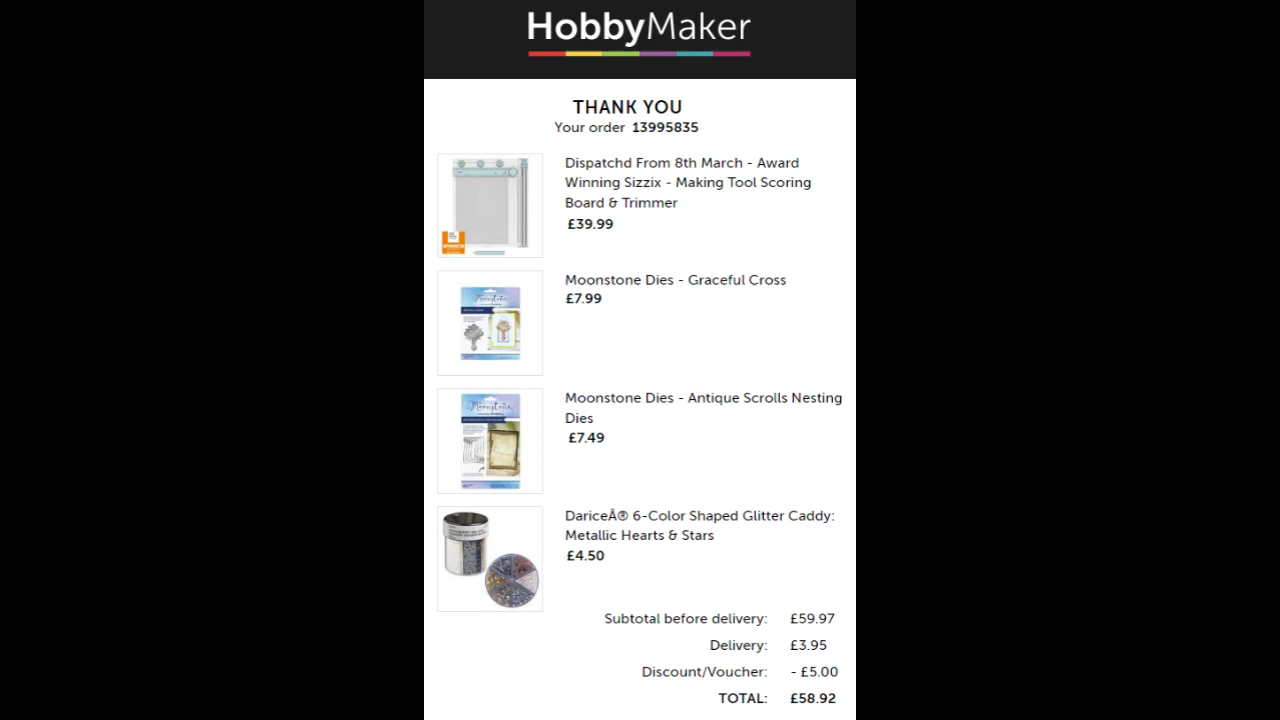 HobbyMaker
THANK YOU
Your order 13995835
Dispatchd From 8th March - Award
Winning Sizzix - Making Tool Scoring
Board & Trimmer
£39.99
WINNER
Moonstone Dies - Graceful Cross
£7.99
Moonstone
Moonstone Dies - Antique Scrolls Nesting
Dies
£7.49
Moonstone
DariceÂ® 6-Color Shaped Glitter Caddy:
Metallic Hearts & Stars
£4.50
Subtotal before delivery: £59.97
Delivery: £3.95
Discount/Voucher: - £5.00
TOTAL: £58.92